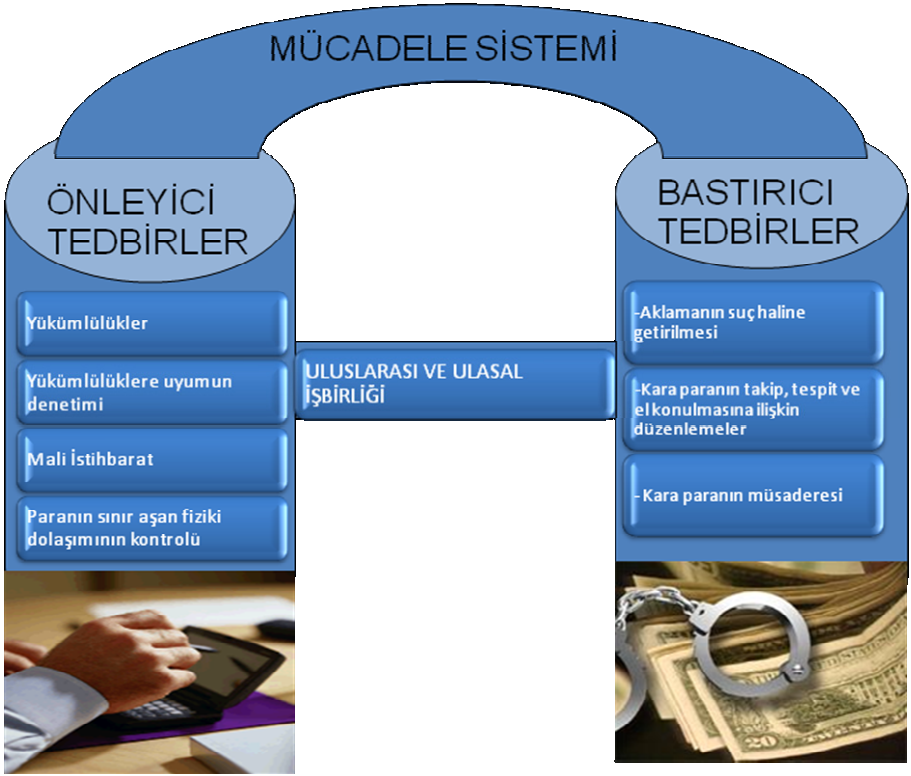 MÜCADELE SİSTEMİ
ÖNLEYİCİ
TEDBİRLER
Yükümlülükler
Yükümlülüklere uyumun
denetimi
Mali İstihbarat
Paranın sınır aşan fiziki
dolaşımının kontrolü
ULUSLARASI VE ULASAL
İŞBİRLİĞİ
BASTIRICI
TEDBİRLER
-Aklamanın suç haline
getirilmesi
-Kara paranın takip, tespit ve
el konulmasına ilişkin
düzenlemeler
- Kara paranın müsaderesi
20